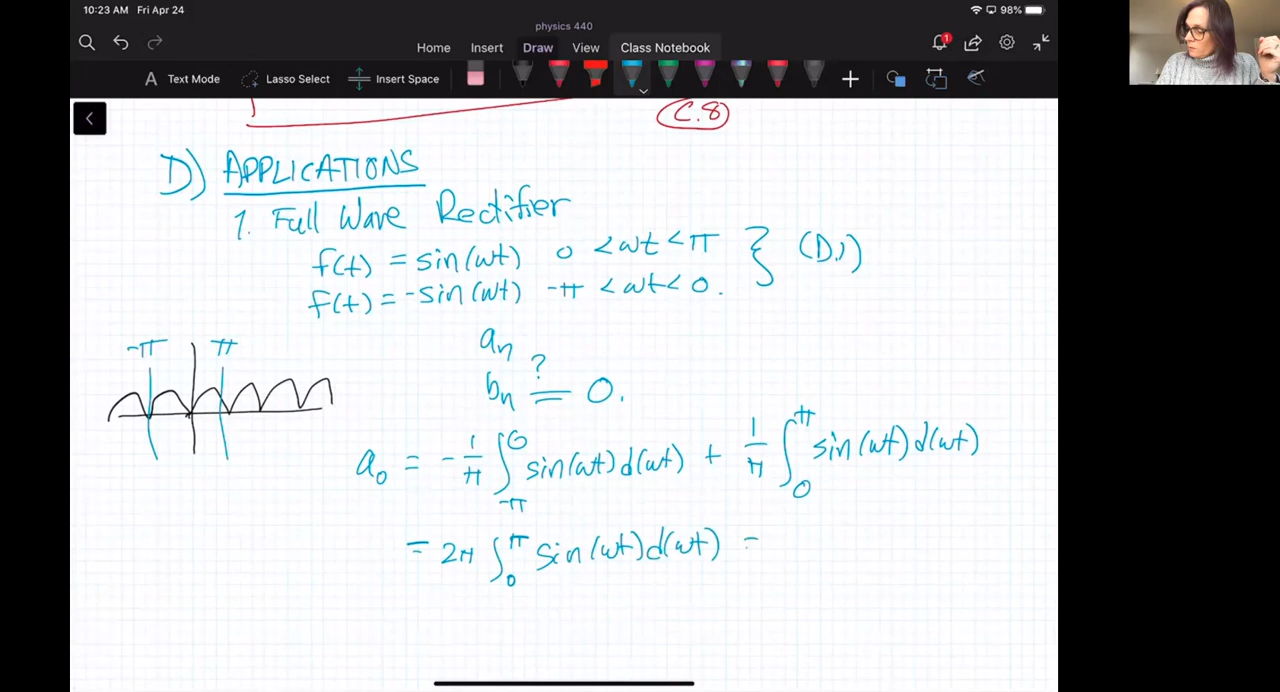 10:23 AM Fri Apr 24
98%
physics 440
Home Insert Draw View Class Notebook
1
Text Mode Lasso Select Insert Space
C.8
D) APPLICATIONS
1. Full Wave Rectifier
f(t) = sin(ωt) 0 < ωt < π } (D.1)
f(t) = -sin(ωt) -π < ωt < 0.
-π π
aₙ
bₙ ?= 0.
a₀ = -1/π ∫_{-π}^{0} sin(ωt)d(ωt) + 1/π ∫_{0}^{π} sin(ωt)d(ωt)
= 2π ∫_{0}^{π} sin(ωt)d(ωt) =